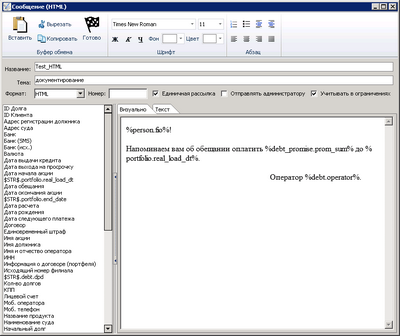 Сообщение (HTML)
Вставить
Вырезать
Копировать
Готово
Буфер обмена
Times New Roman
11
Ж
А
Ч
Фон
Цвет
Шрифт
Абзац
Название: Test_HTML
Тема: документирование
Формат: HTML Номер: Единичная рассылка Отправлять администратору Учитывать в ограничениях
ID Долга
ID Клиента
Адрес регистрации должника
Адрес суда
Банк
Банк (SMS)
Банк (исх.)
Валюта
Дата выдачи кредита
Дата выхода на просрочку
Дата начала акции
$STR$.portfolio.real_load_dt
Дата обещания
Дата окончания акции
$STR$.portfolio.end_date
Дата расчета
Дата рождения
Дата следующего платежа
Договор
Единовременный штраф
Имя акции
Имя должника
Имя и отчество оператора
ИНН
Информация о договоре (портфеля)
Исходящий номер филиала
$STR$.debt.dpd
Кол-во долгов
КПП
Лицевой счет
Моб. оператора
Моб. телефон
Название продукта
Наименование суда
Начальный долг
Визуально Текст
%person.fio%!
Напоминаем вам об обещнии оплатить %debt_promise.prom_sum% до %
portfolio.real_load_dt%.
Оператор %debt.operator%.